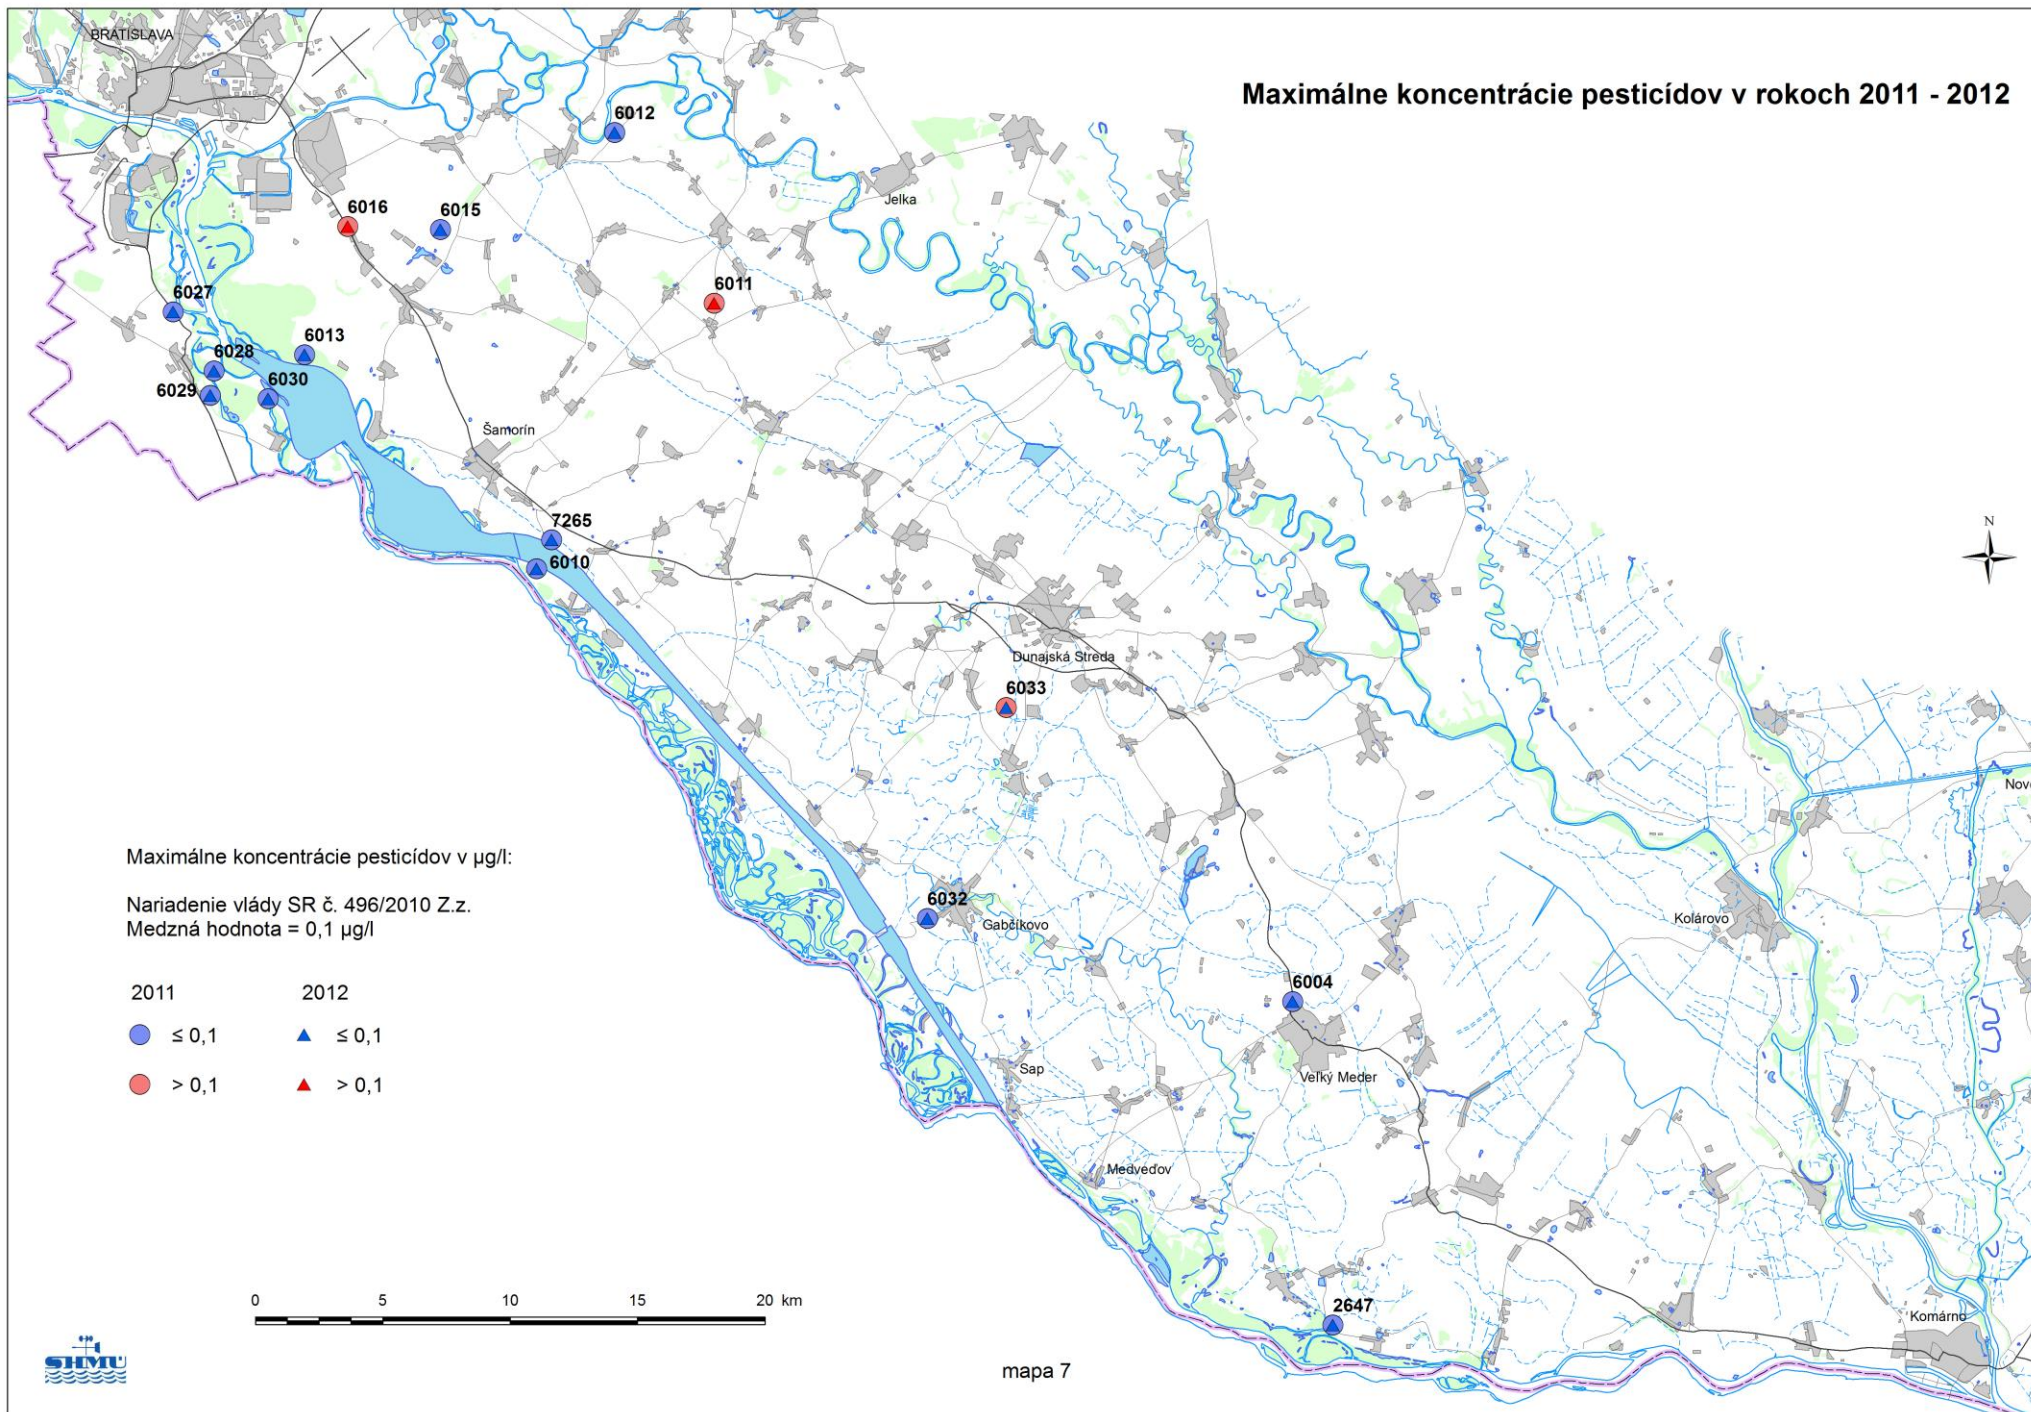 BRATISLAVA
Maximálne koncentrácie pesticídov v rokoch 2011 - 2012
6012
Jelka
6016
6015
6011
6027
6013
6028
6030
6029
Šamorín
7265
6010
N
Dunajská Streda
6033
Nové
Maximálne koncentrácie pesticídov v µg/l:
Nariadenie vlády SR č. 496/2010 Z.z.
Medzná hodnota = 0,1 µg/l
6032
Gabčíkovo
Kolárovo
2011 2012
≤ 0,1 ≤ 0,1
> 0,1 > 0,1
6004
Sap
Veľký Meder
Medveďov
0 5 10 15 20 km
2647
Komárno
SHMÚ
mapa 7